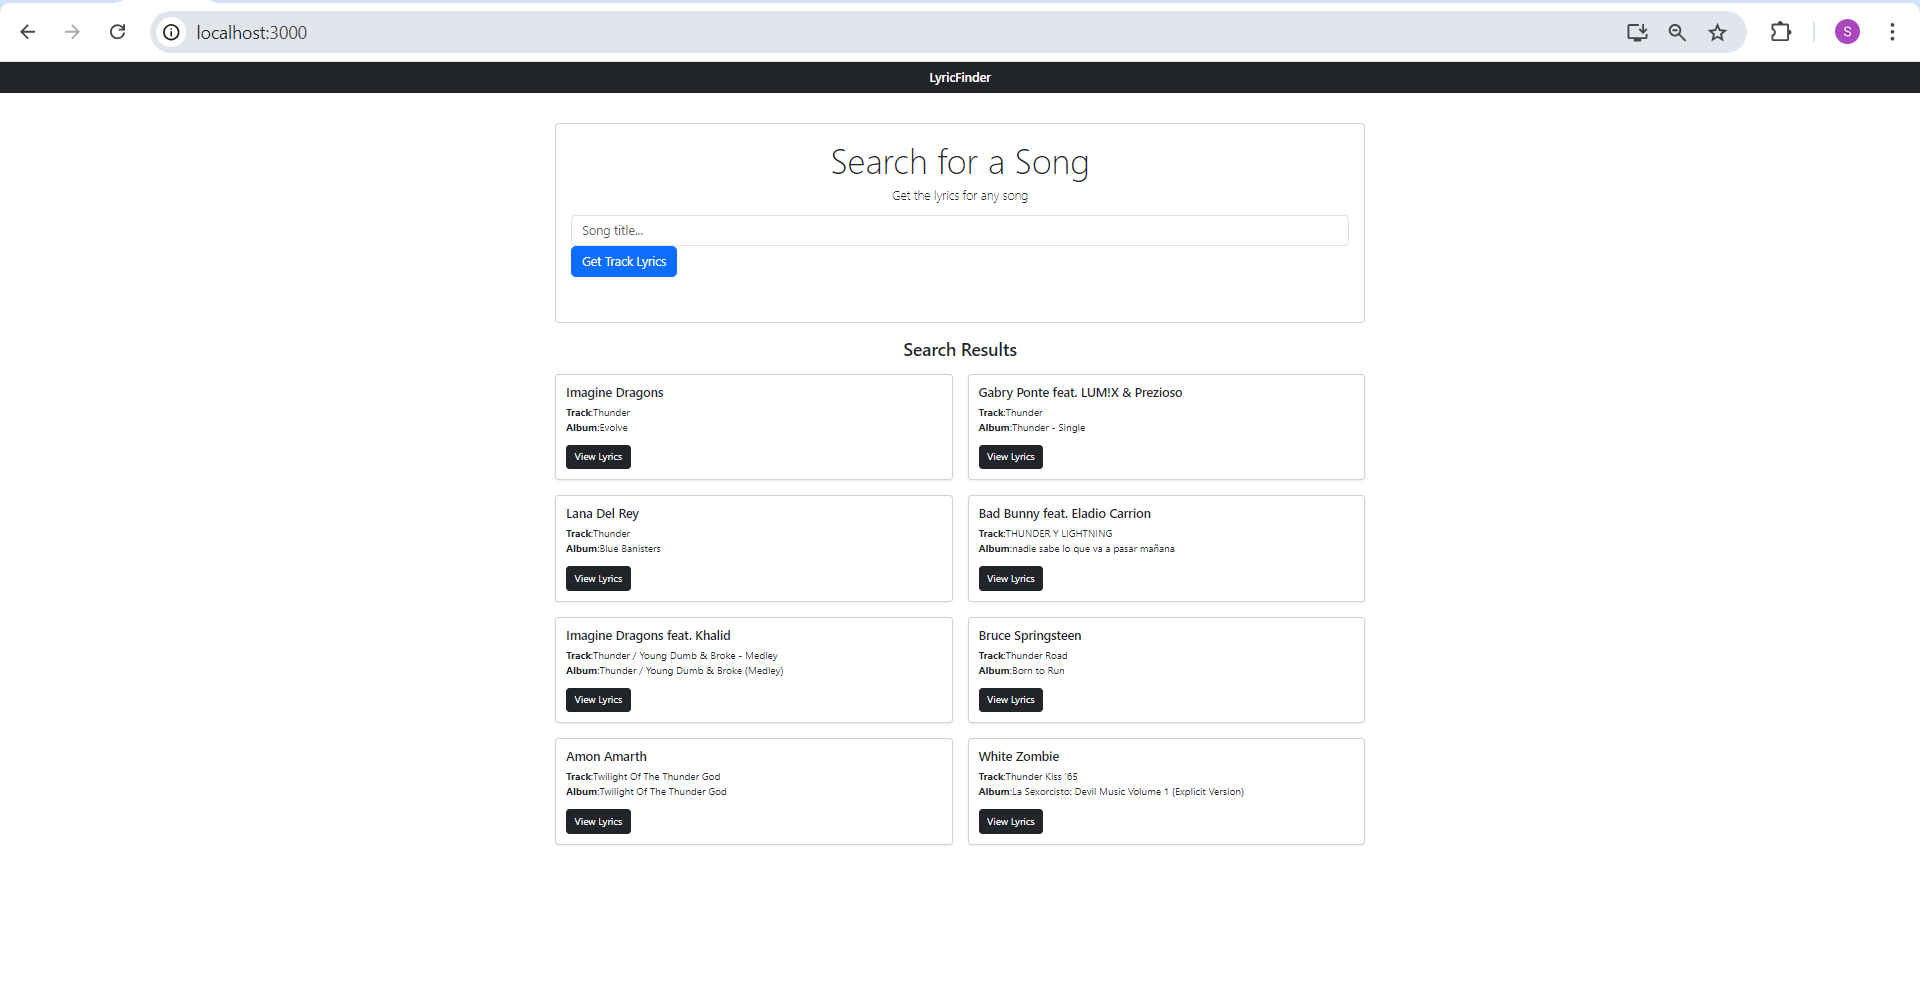 localhost:3000
S
LyricFinder
Search for a Song
Get the lyrics for any song
Song title...
Get Track Lyrics
Search Results
Imagine Dragons
Track:Thunder
Album:Evolve
View Lyrics
Gabry Ponte feat. LUM!X & Prezioso
Track:Thunder
Album:Thunder - Single
View Lyrics
Lana Del Rey
Track:Thunder
Album:Blue Banisters
View Lyrics
Bad Bunny feat. Eladio Carrion
Track:THUNDER Y LIGHTNING
Album:nadie sabe lo que va a pasar mañana
View Lyrics
Imagine Dragons feat. Khalid
Track:Thunder / Young Dumb & Broke - Medley
Album:Thunder / Young Dumb & Broke (Medley)
View Lyrics
Bruce Springsteen
Track:Thunder Road
Album:Born to Run
View Lyrics
Amon Amarth
Track:Twilight Of The Thunder God
Album:Twilight Of The Thunder God
View Lyrics
White Zombie
Track:Thunder Kiss '65
Album:La Sexorcisto: Devil Music Volume 1 (Explicit Version)
View Lyrics